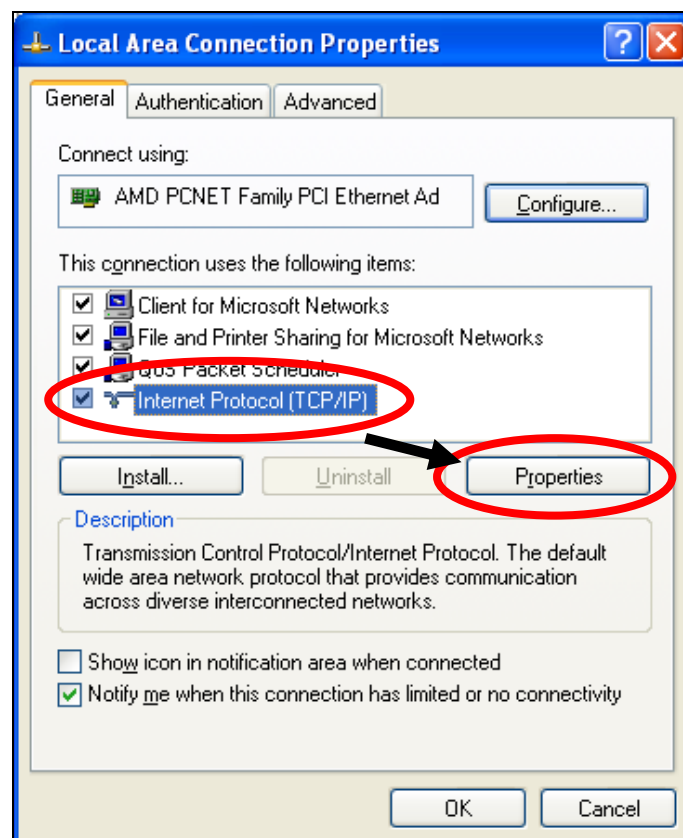 Local Area Connection Properties
General Authentication Advanced
Connect using:
AMD PCNET Family PCI Ethernet Ad Configure...
This connection uses the following items:
Client for Microsoft Networks
File and Printer Sharing for Microsoft Networks
QoS Packet Scheduler
Internet Protocol (TCP/IP)
Install... Uninstall Properties
Description
Transmission Control Protocol/Internet Protocol. The default
wide area network protocol that provides communication
across diverse interconnected networks.
Show icon in notification area when connected
Notify me when this connection has limited or no connectivity
OK Cancel